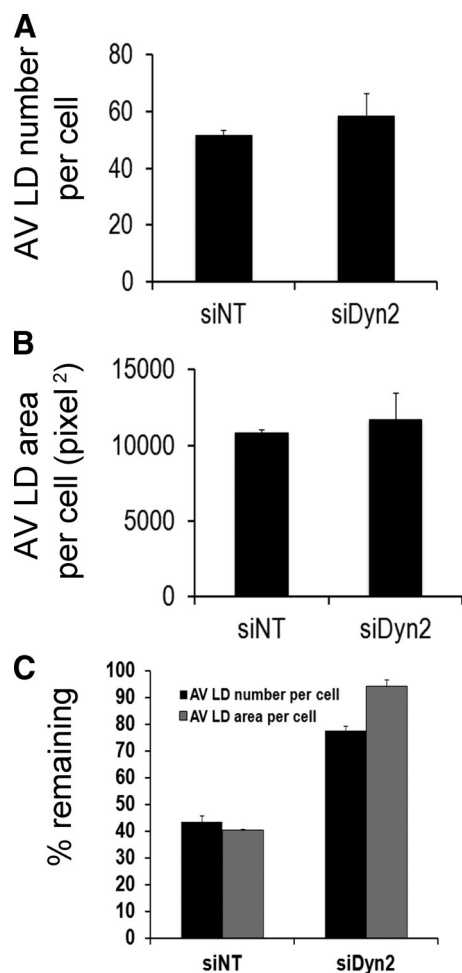 A
AV LD number
per cell
80
60
40
20
0
siNT siDyn2
B
AV LD area
per cell (pixel²)
15000
10000
5000
0
siNT siDyn2
C
% remaining
100
90
80
70
60
50
40
30
20
10
0
AV LD number per cell
AV LD area per cell
siNT siDyn2